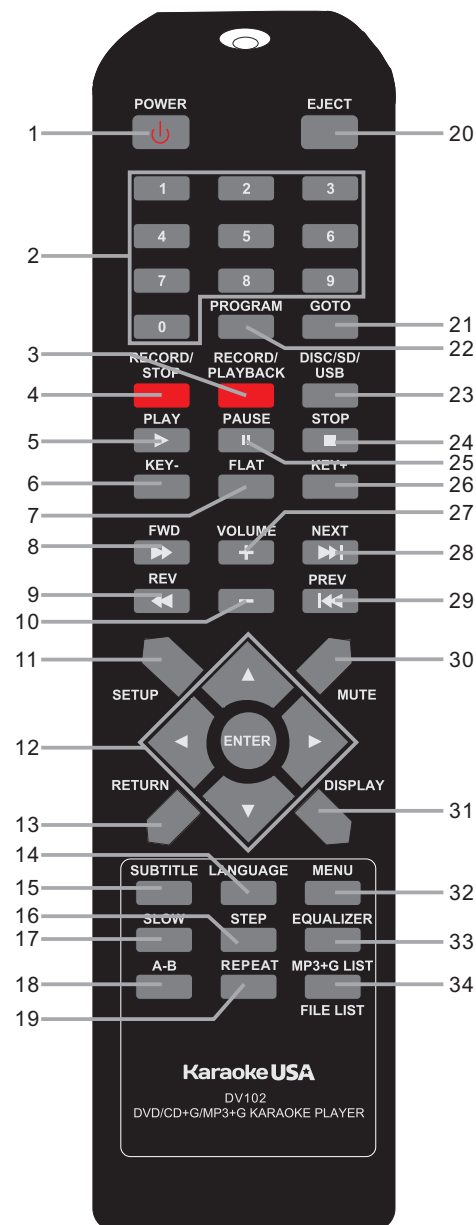 POWER EJECT
1 20
1 2 3
4 5 6
2
7 8 9
PROGRAM GOTO
0 21
22
3 RECORD/ RECORD/ DISC/SD/
STOP PLAYBACK USB
4 23
PLAY PAUSE STOP
5 24
25
KEY- FLAT KEY+
6 26
7 27
FWD VOLUME NEXT
8 + 28
REV PREV
9 - 29
10
11 30
SETUP MUTE
12 ENTER
RETURN DISPLAY
13 31
14
SUBTITLE LANGUAGE MENU
15 32
16
SLOW STEP EQUALIZER
17 33
A-B REPEAT MP3+G LIST
18 34
19
FILE LIST
Karaoke USA
DV102
DVD/CD+G/MP3+G KARAOKE PLAYER